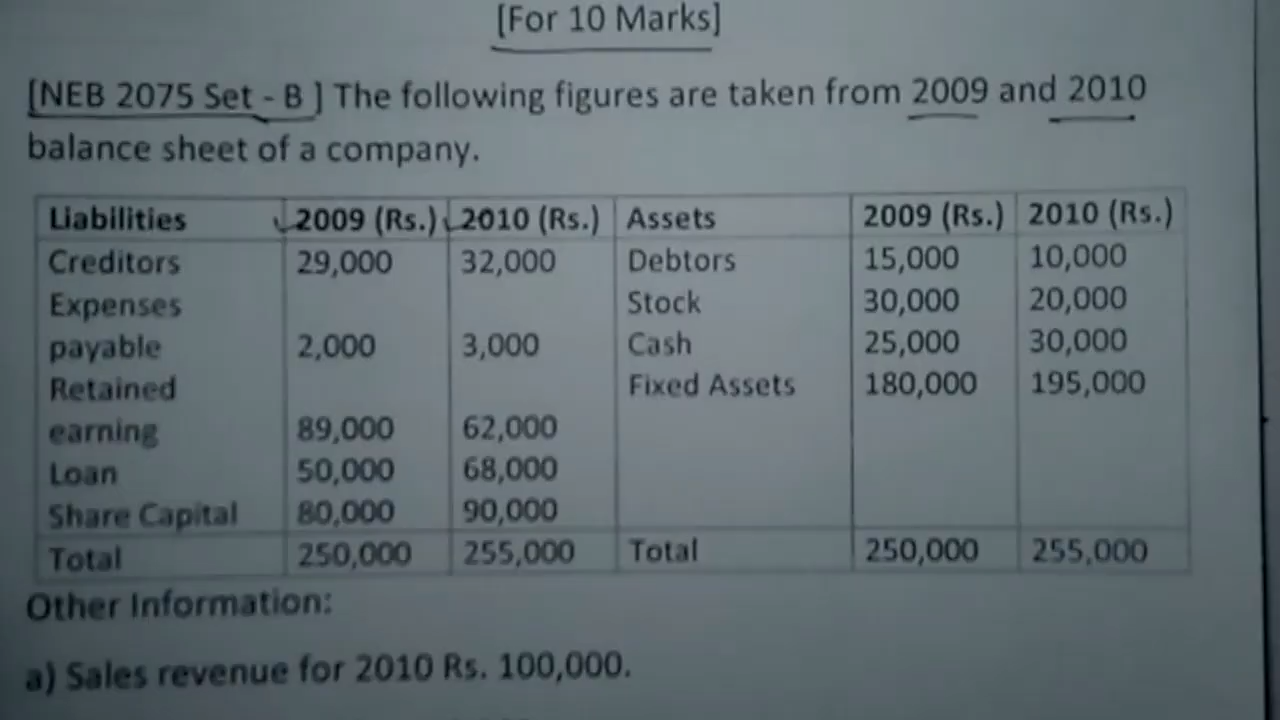 [For 10 Marks]
[NEB 2075 Set - B ] The following figures are taken from 2009 and 2010
balance sheet of a company.
Liabilities 2009 (Rs.) 2010 (Rs.) Assets 2009 (Rs.) 2010 (Rs.)
Creditors 29,000 32,000 Debtors 15,000 10,000
Expenses Stock 30,000 20,000
payable 2,000 3,000 Cash 25,000 30,000
Retained Fixed Assets 180,000 195,000
earning 89,000 62,000
Loan 50,000 68,000
Share Capital 80,000 90,000
Total 250,000 255,000 Total 250,000 255,000
Other Information:
a) Sales revenue for 2010 Rs. 100,000.